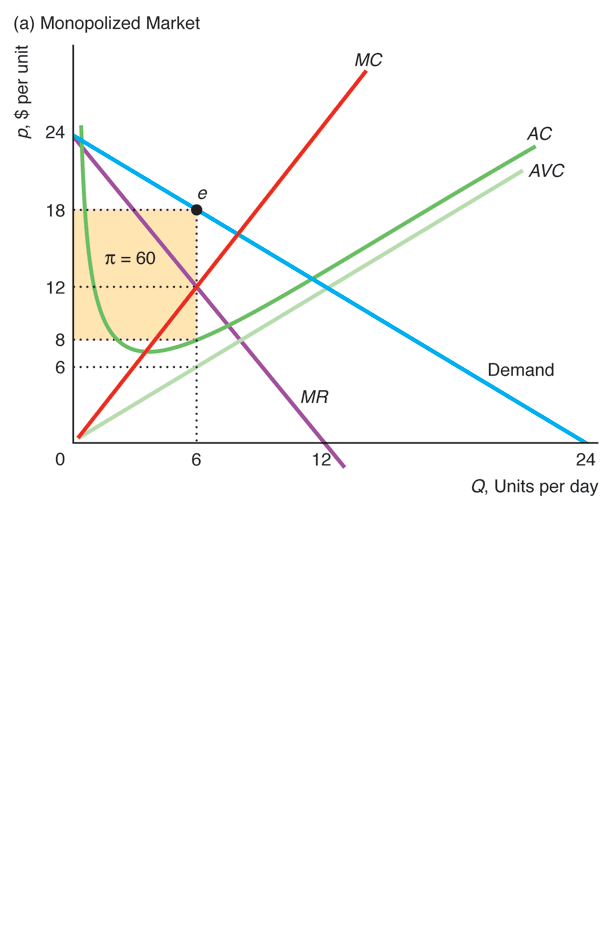 (a) Monopolized Market
p, $ per unit
MC
24
AC
AVC
e
18
π = 60
12
8
6
Demand
MR
0
6
12
24
Q, Units per day